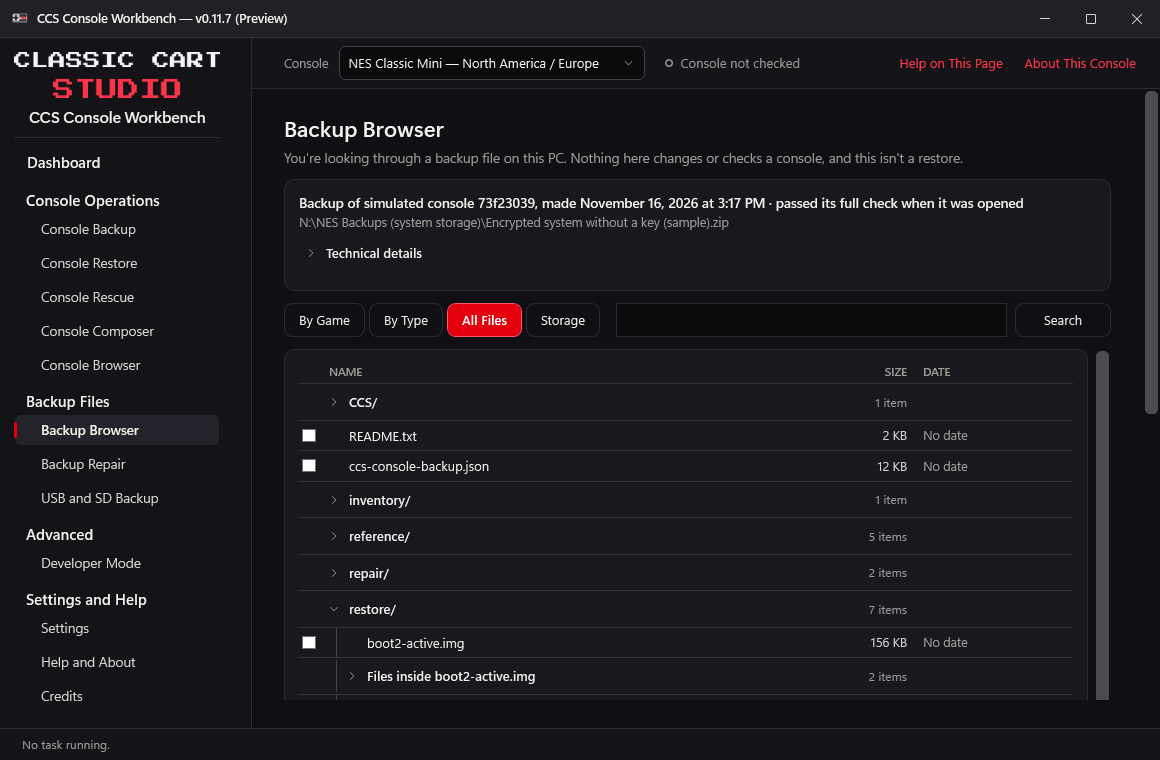 CCS Console Workbench — v0.11.7 (Preview)
CLASSIC CART
STUDIO
CCS Console Workbench
Dashboard
Console Operations
Console Backup
Console Restore
Console Rescue
Console Composer
Console Browser
Backup Files
Backup Browser
Backup Repair
USB and SD Backup
Advanced
Developer Mode
Settings and Help
Settings
Help and About
Credits
Console NES Classic Mini — North America / Europe Console not checked Help on This Page About This Console
Backup Browser
You're looking through a backup file on this PC. Nothing here changes or checks a console, and this isn't a restore.
Backup of simulated console 73f23039, made November 16, 2026 at 3:17 PM · passed its full check when it was opened
N:\NES Backups (system storage)\Encrypted system without a key (sample).zip
Technical details
By Game By Type All Files Storage Search
NAME SIZE DATE
CCS/ 1 item
README.txt 2 KB No date
ccs-console-backup.json 12 KB No date
inventory/ 1 item
reference/ 5 items
repair/ 2 items
restore/ 7 items
boot2-active.img 156 KB No date
Files inside boot2-active.img 2 items
No task running.